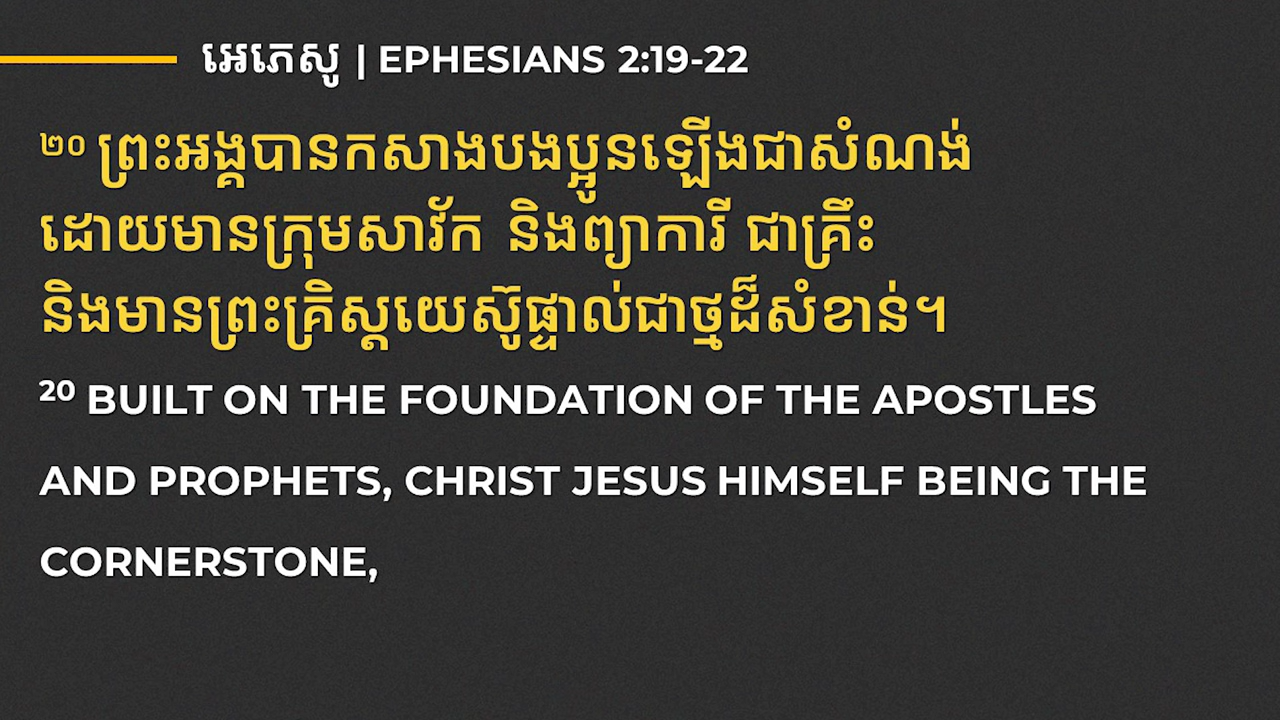 អេភេសូ | EPHESIANS 2:19-22
២០ ព្រះអង្គបានកសាងបងប្អូនឡើងជាសំណង់
ដោយមានក្រុមសាវ័ក និងព្យាការី ជាគ្រឹះ
និងមានព្រះគ្រិស្តយេស៊ូផ្ទាល់ជាថ្មដ៏សំខាន់។
20 BUILT ON THE FOUNDATION OF THE APOSTLES
AND PROPHETS, CHRIST JESUS HIMSELF BEING THE
CORNERSTONE,